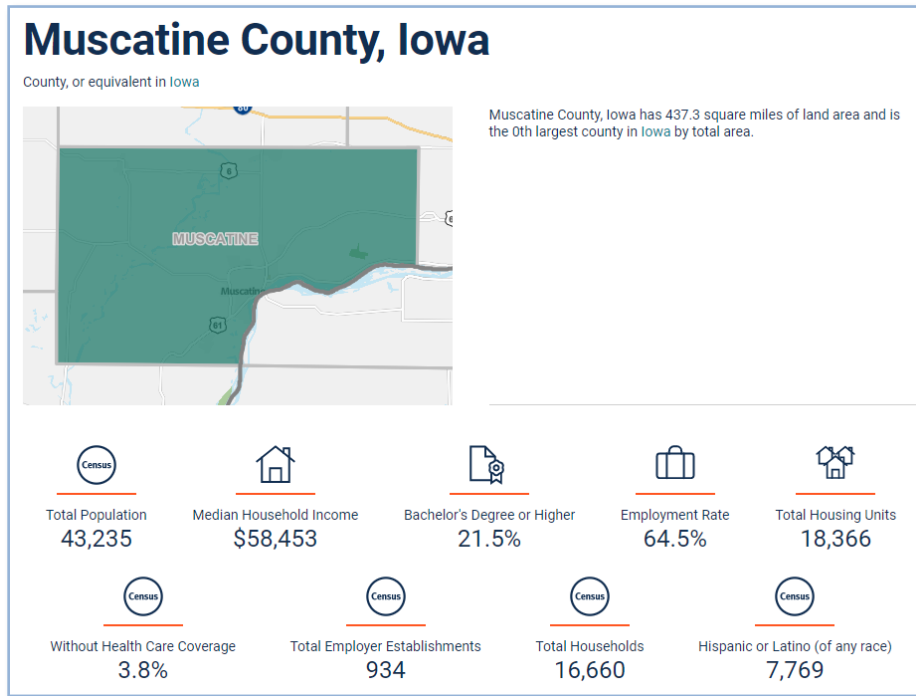 Muscatine County, Iowa
County, or equivalent in Iowa
Muscatine County, Iowa has 437.3 square miles of land area and is
the 0th largest county in Iowa by total area.
80
6
6
MUSCATINE
Muscatine
61
Census
Total Population
43,235
Median Household Income
$58,453
Bachelor's Degree or Higher
21.5%
Employment Rate
64.5%
Total Housing Units
18,366
Census
Without Health Care Coverage
3.8%
Census
Total Employer Establishments
934
Census
Total Households
16,660
Census
Hispanic or Latino (of any race)
7,769